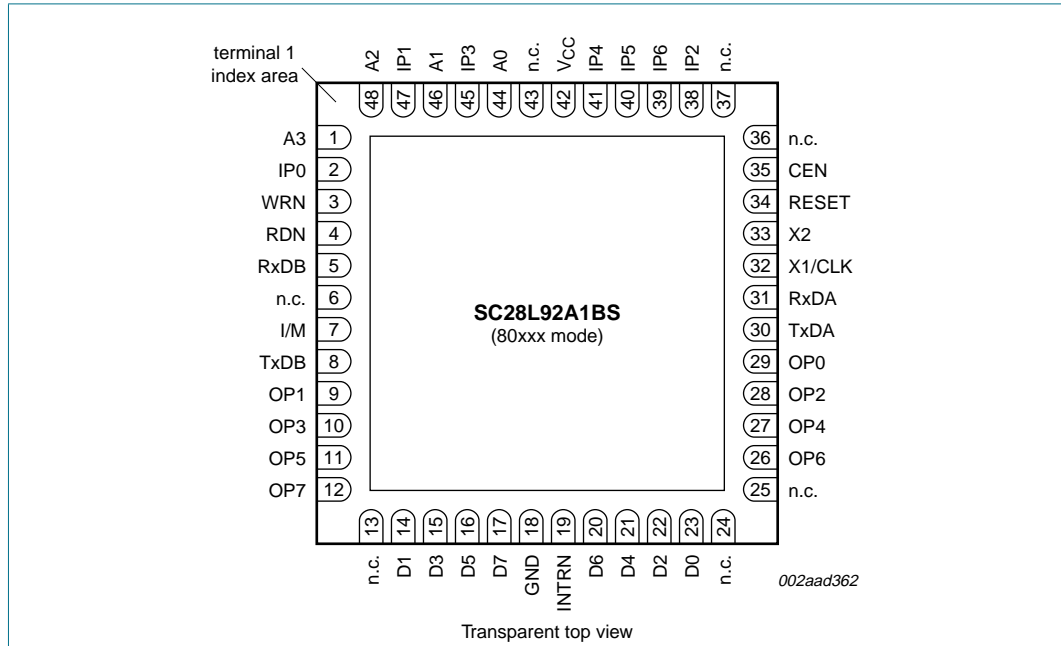 terminal 1
index area
A2 IP1 A1 IP3 A0 n.c. VCC IP4 IP5 IP6 IP2 n.c.
48 47 46 45 44 43 42 41 40 39 38 37
A3 1 36 n.c.
IP0 2 35 CEN
WRN 3 34 RESET
RDN 4 33 X2
RxDB 5 32 X1/CLK
n.c. 6 31 RxDA
I/M 7 30 TxDA
TxDB 8 29 OP0
OP1 9 28 OP2
OP3 10 27 OP4
OP5 11 26 OP6
OP7 12 25 n.c.
SC28L92A1BS
(80xxx mode)
13 14 15 16 17 18 19 20 21 22 23 24
n.c. D1 D3 D5 D7 GND INTRN D6 D4 D2 D0 n.c.
002aad362
Transparent top view